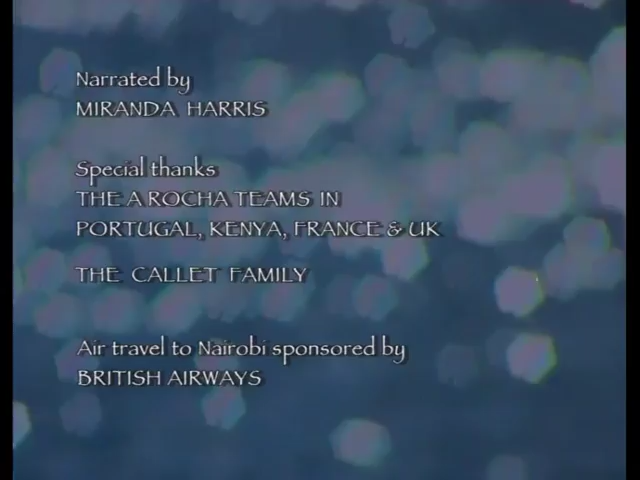 Narrated by
MIRANDA HARRIS
Special thanks
THE A ROCHA TEAMS IN
PORTUGAL, KENYA, FRANCE & UK
THE CALLET FAMILY
Air travel to Nairobi sponsored by
BRITISH AIRWAYS